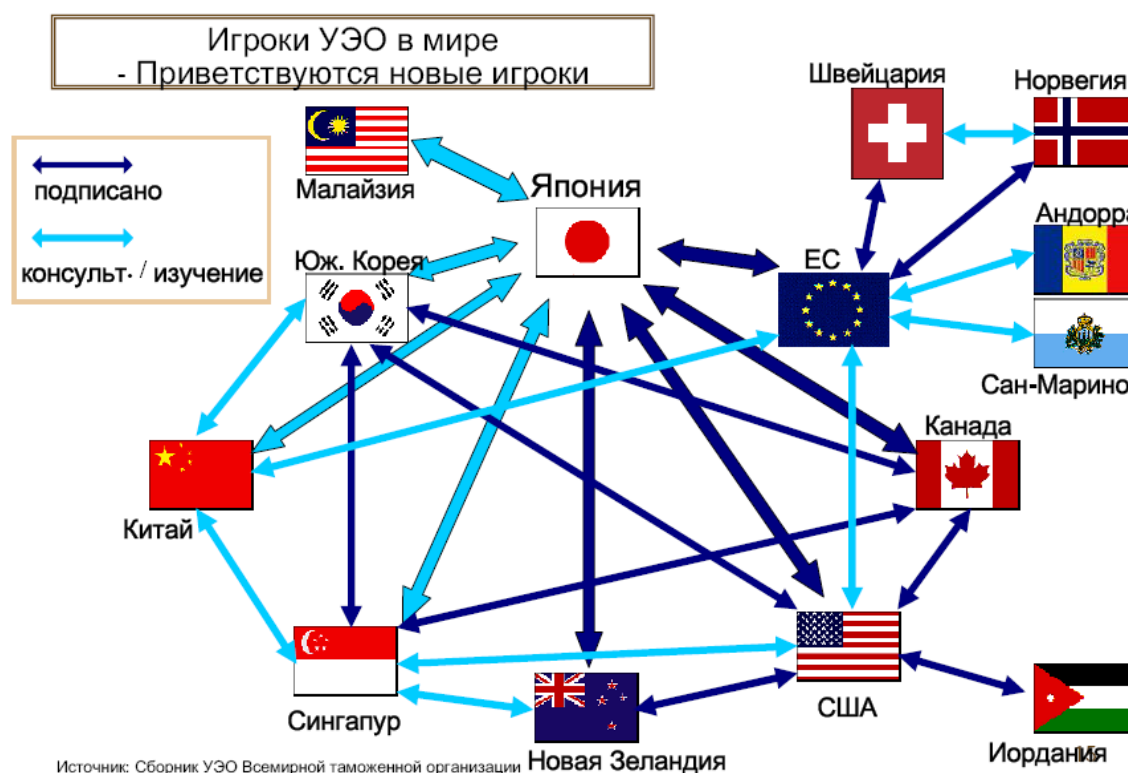 Игроки УЭО в мире
- Приветствуются новые игроки
Швейцария
Норвегия
подписано
консульт. / изучение
Малайзия
Япония
Юж. Корея
ЕС
Андорра
Сан-Марино
Канада
Китай
Сингапур
Новая Зеландия
США
Иордания
Источник: Сборник УЭО Всемирной таможенной организации